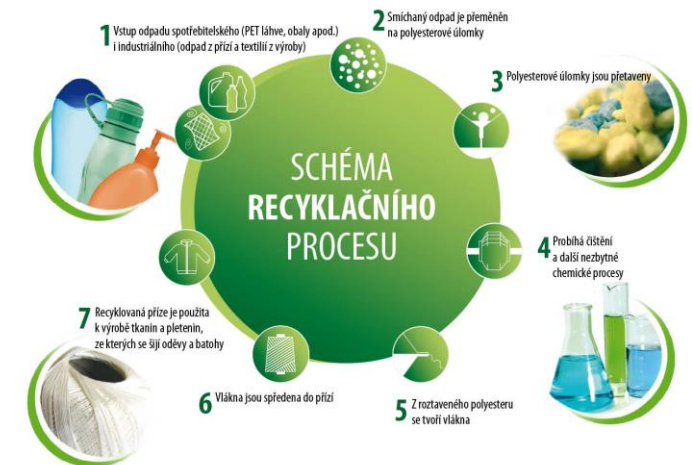 1 Vstup odpadu spotřebitelského (PET láhve, obaly apod.)
i industriálního (odpad z přízí a textilií z výroby)
2 Smíchaný odpad je přeměněn
na polyesterové úlomky
3 Polyesterové úlomky jsou přetaveny
SCHÉMA
RECYKLAČNÍHO
PROCESU
4 Probíhá čištění
a další nezbytné
chemické procesy
5 Z roztaveného polyesteru
se tvoří vlákna
6 Vlákna jsou spředena do přízí
7 Recyklovaná příze je použita
k výrobě tkanin a pletenin,
ze kterých se šijí oděvy a batohy